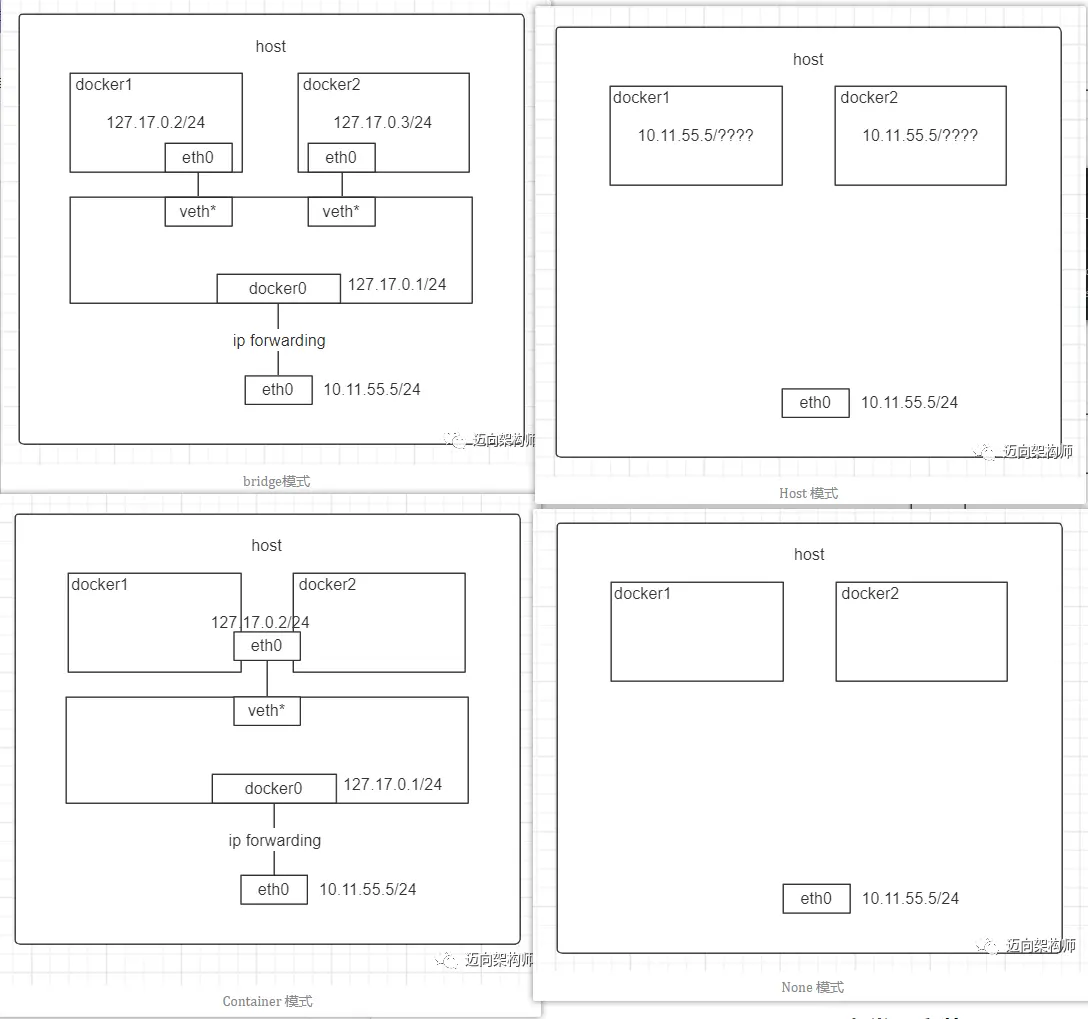 host
docker1
docker2
127.17.0.2/24
127.17.0.3/24
eth0
eth0
veth*
veth*
docker0
127.17.0.1/24
ip forwarding
eth0
10.11.55.5/24
迈向架构师
bridge模式
host
docker1
docker2
10.11.55.5/????
10.11.55.5/????
eth0
10.11.55.5/24
迈向架构师
Host 模式
host
docker1
docker2
127.17.0.2/24
eth0
veth*
docker0
127.17.0.1/24
ip forwarding
eth0
10.11.55.5/24
迈向架构师
Container 模式
host
docker1
docker2
eth0
10.11.55.5/24
迈向架构师
None 模式